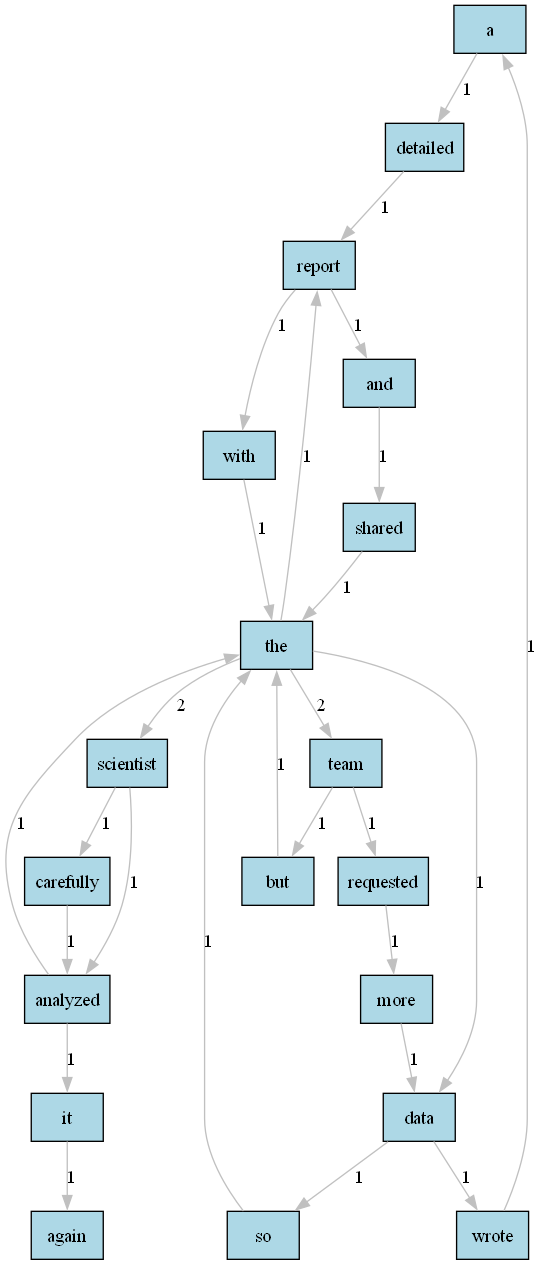 a
1
detailed
1
report
1 1
and
with 1 1
shared
1 1
the
2 2
scientist team
1 1 1 1
carefully but requested
1 1 1 1 1 1
analyzed more
1 1
it data
1 1 1 1 1
again so wrote